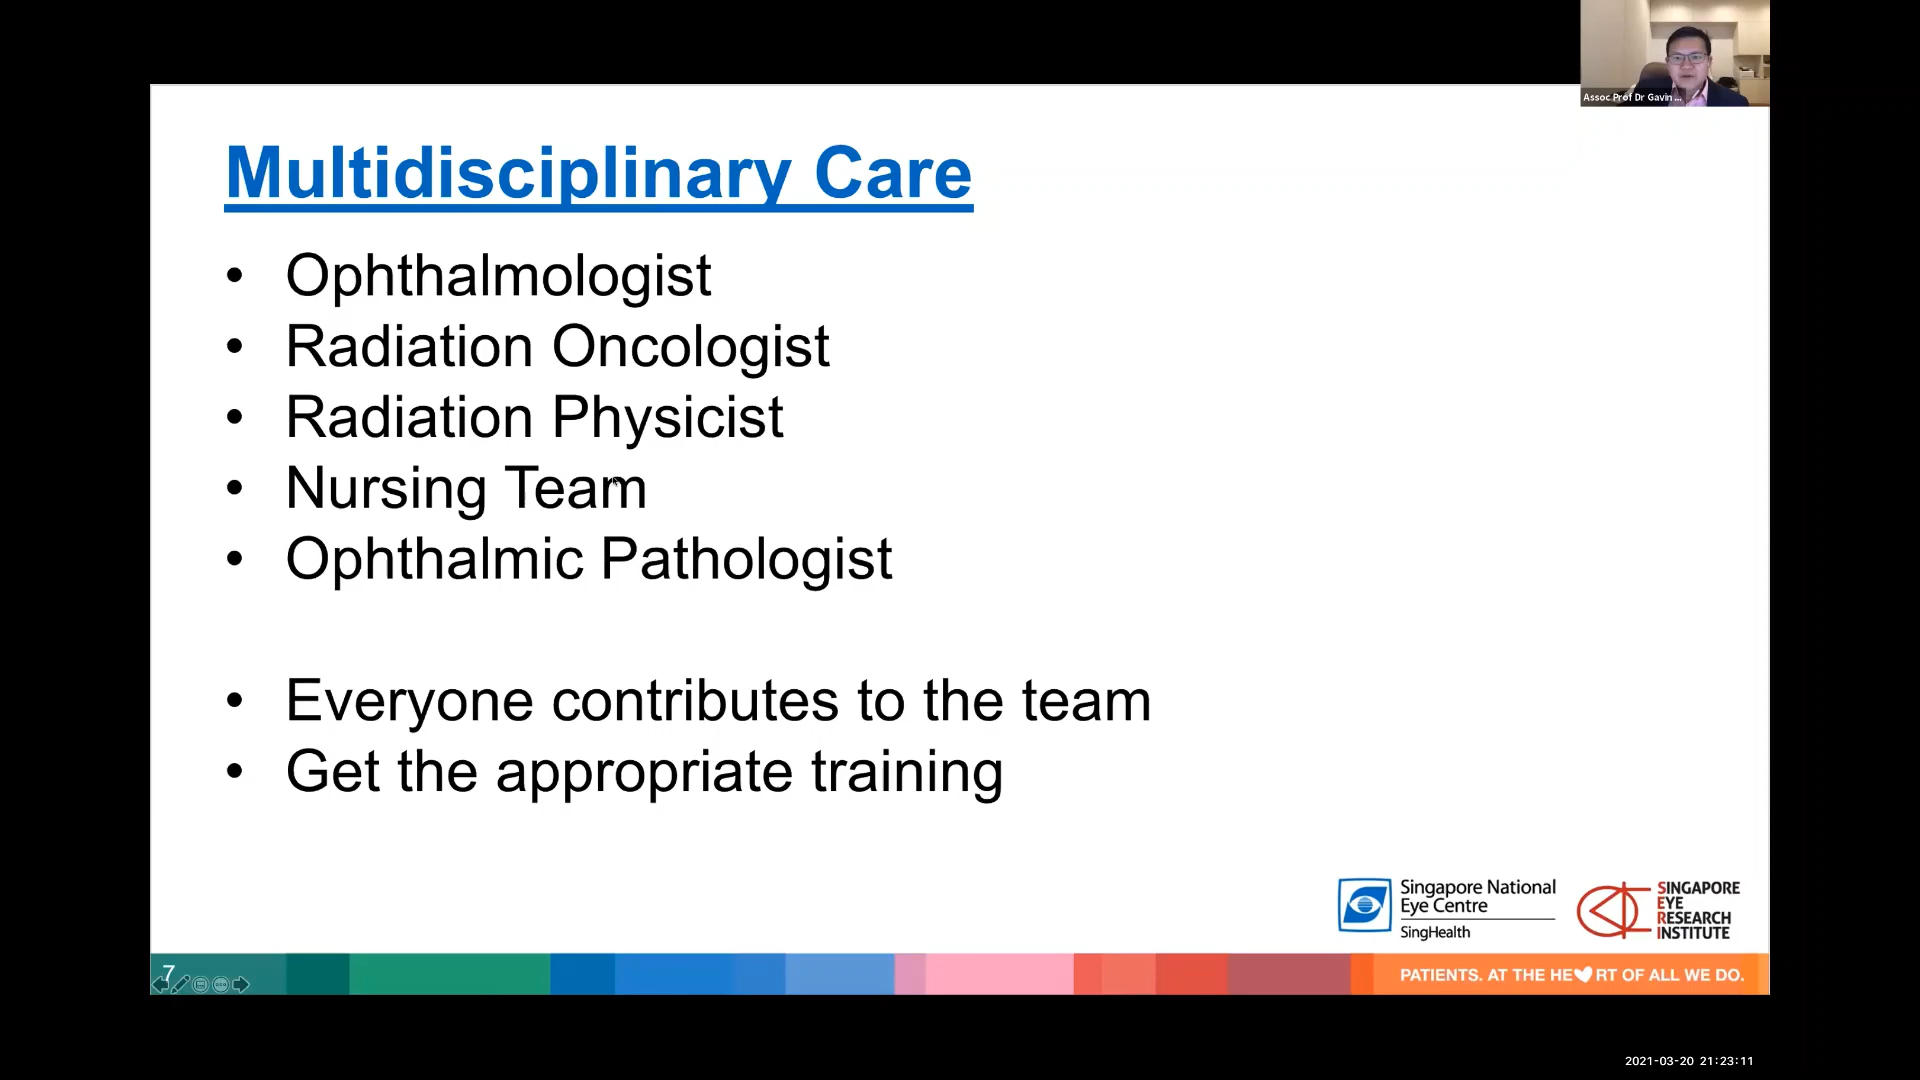 Assoc Prof Dr Gavin ...
Multidisciplinary Care
• Ophthalmologist
• Radiation Oncologist
• Radiation Physicist
• Nursing Team
• Ophthalmic Pathologist
• Everyone contributes to the team
• Get the appropriate training
Singapore National
Eye Centre
SingHealth
SINGAPORE
EYE
RESEARCH
INSTITUTE
7
PATIENTS. AT THE HE♥RT OF ALL WE DO.
2021-03-20 21:23:11